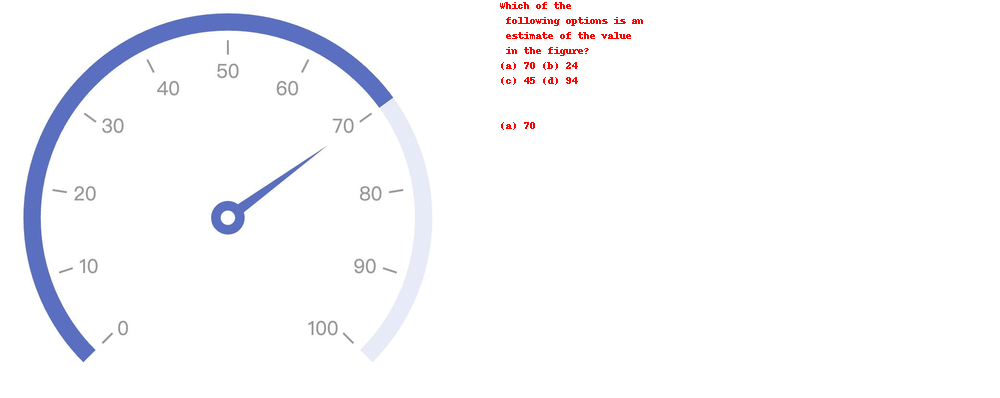 50
40
60
30
70
20
80
10
90
0
100
Which of the
following options is an
estimate of the value
in the figure?
(a) 70 (b) 24
(c) 45 (d) 94
(a) 70